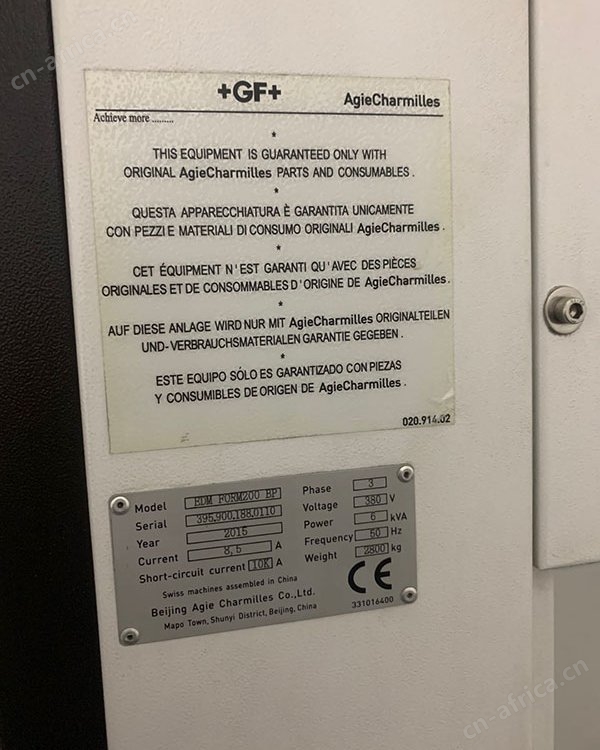 cn-africa.cn
+GF+
AgieCharmilles
Achieve more .........
*
THIS EQUIPMENT IS GUARANTEED ONLY WITH
ORIGINAL AgieCharmilles PARTS AND CONSUMABLES .
*
QUESTA APPARECCHIATURA È GARANTITA UNICAMENTE
CON PEZZI E MATERIALI DI CONSUMO ORIGINALI AgieCharmilles .
*
CET ÉQUIPMENT N'EST GARANTI QU'AVEC DES PIÈCES
ORIGINALES ET DE CONSOMMABLES D'ORIGINE DE AgieCharmilles.
*
AUF DIESE ANLAGE WIRD NUR MIT AgieCharmilles ORIGINALTEILEN
UND-VERBRAUCHSMATERIALEN GARANTIE GEGEBEN .
*
ESTE EQUIPO SÓLO ES GARANTIZADO CON PIEZAS
Y CONSUMIBLES DE ORIGEN DE AgieCharmilles .
020.914.02
Model EDM FORM200 BP
Serial 395.900.188.0110
Year 2015
Current 8,5 A
Short-circuit current 10K A
Phase 3
Voltage 380 V
Power 6 kVA
Frequency 50 Hz
Weight 2800 kg
Swiss machines assembled in China
Beijing Agie Charmilles Co.,Ltd.
Mapo Town, Shunyi District, Beijing, China
CE
331016400
cn-africa.cn